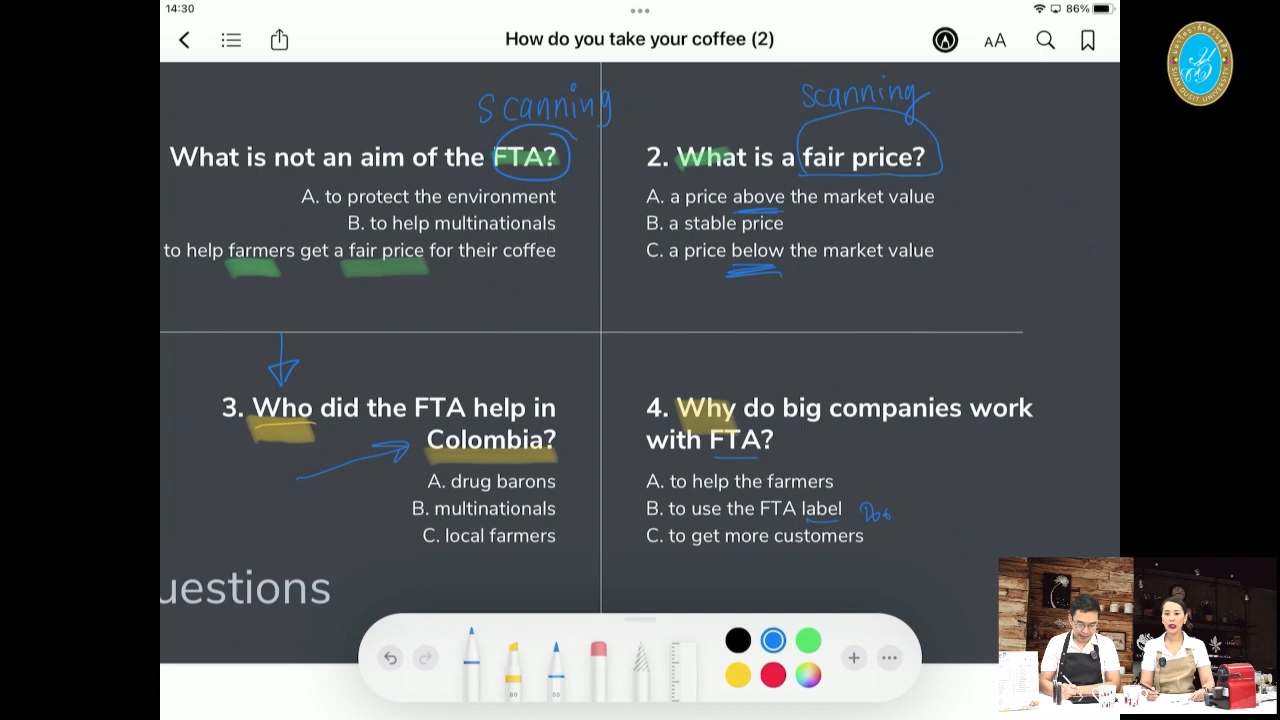 14:30
86%
How do you take your coffee (2)
AA
scanning
scanning
What is not an aim of the FTA?
A. to protect the environment
B. to help multinationals
to help farmers get a fair price for their coffee
2. What is a fair price?
A. a price above the market value
B. a stable price
C. a price below the market value
3. Who did the FTA help in
Colombia?
A. drug barons
B. multinationals
C. local farmers
4. Why do big companies work
with FTA?
A. to help the farmers
B. to use the FTA label
C. to get more customers
uestions
SUAN DUSIT UNIVERSITY